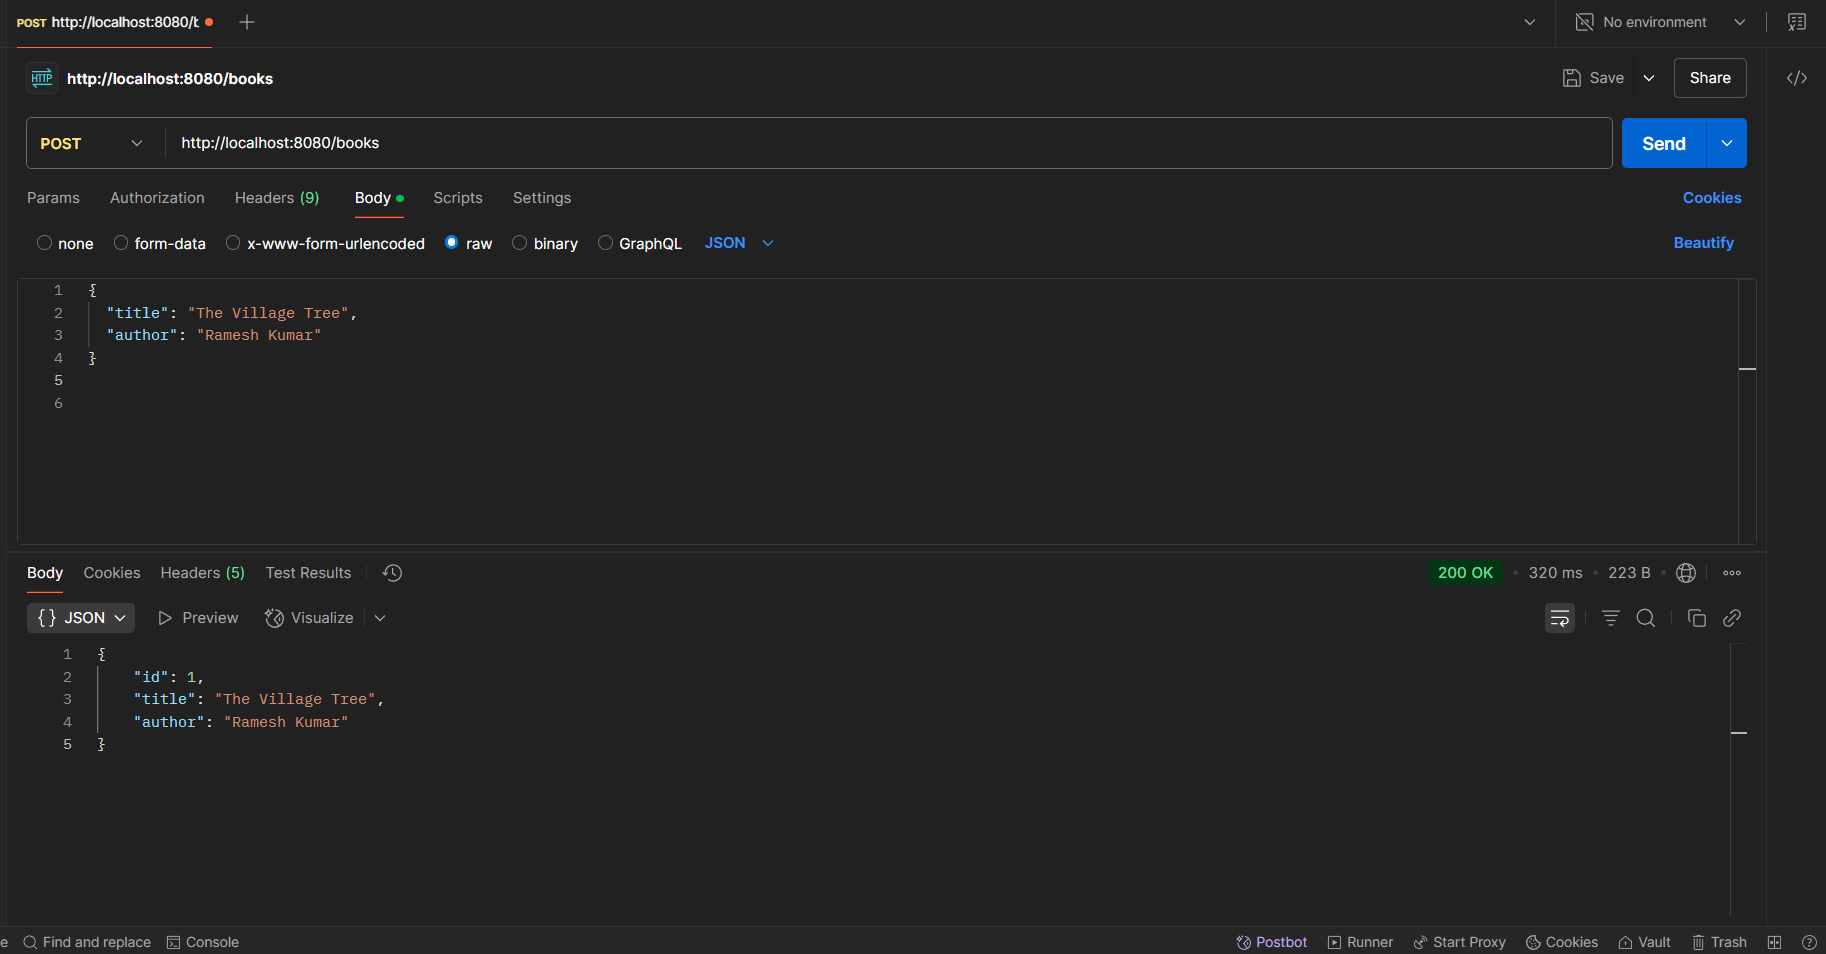 POST http://localhost:8080/b
No environment
HTTP http://localhost:8080/books
Save
Share
POST
http://localhost:8080/books
Send
Params Authorization Headers (9) Body Scripts Settings
Cookies
none form-data x-www-form-urlencoded raw binary GraphQL JSON
Beautify
1 {
2 "title": "The Village Tree",
3 "author": "Ramesh Kumar"
4 }
5
6
Body Cookies Headers (5) Test Results
200 OK • 320 ms • 223 B •
{} JSON Preview Visualize
1 {
2 "id": 1,
3 "title": "The Village Tree",
4 "author": "Ramesh Kumar"
5 }
e Find and replace Console
Postbot Runner Start Proxy Cookies Vault Trash